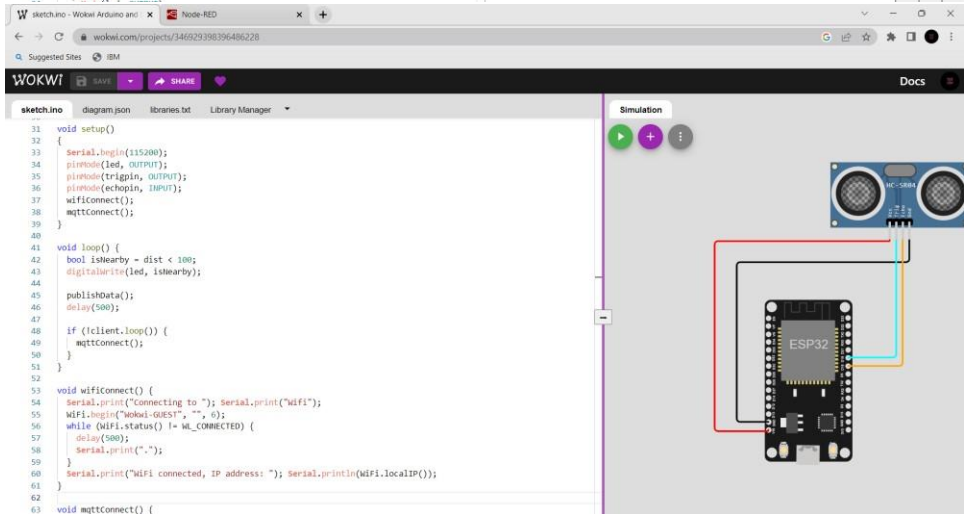 sketch.ino - Wokwi Arduino and
Node-RED
wokwi.com/projects/346929398396486228
Suggested Sites
IBM
WOKWI
SAVE
SHARE
Docs
sketch.ino
diagram.json
libraries.txt
Library Manager
Simulation
31 void setup()
32 {
33 Serial.begin(115200);
34 pinMode(led, OUTPUT);
35 pinMode(trigpin, OUTPUT);
36 pinMode(echopin, INPUT);
37 wifiConnect();
38 mqttConnect();
39 }
40
41 void loop() {
42 bool isNearby = dist < 100;
43 digitalWrite(led, isNearby);
44
45 publishData();
46 delay(500);
47
48 if (!client.loop()) {
49 mqttConnect();
50 }
51 }
52
53 void wifiConnect() {
54 Serial.print("Connecting to "); Serial.print("Wifi");
55 WiFi.begin("Wokwi-GUEST", "", 6);
56 while (WiFi.status() != WL_CONNECTED) {
57 delay(500);
58 Serial.print(".");
59 }
60 Serial.print("WiFi connected, IP address: "); Serial.println(WiFi.localIP());
61 }
62
63 void mqttConnect() {
HC-SR04
ESP32